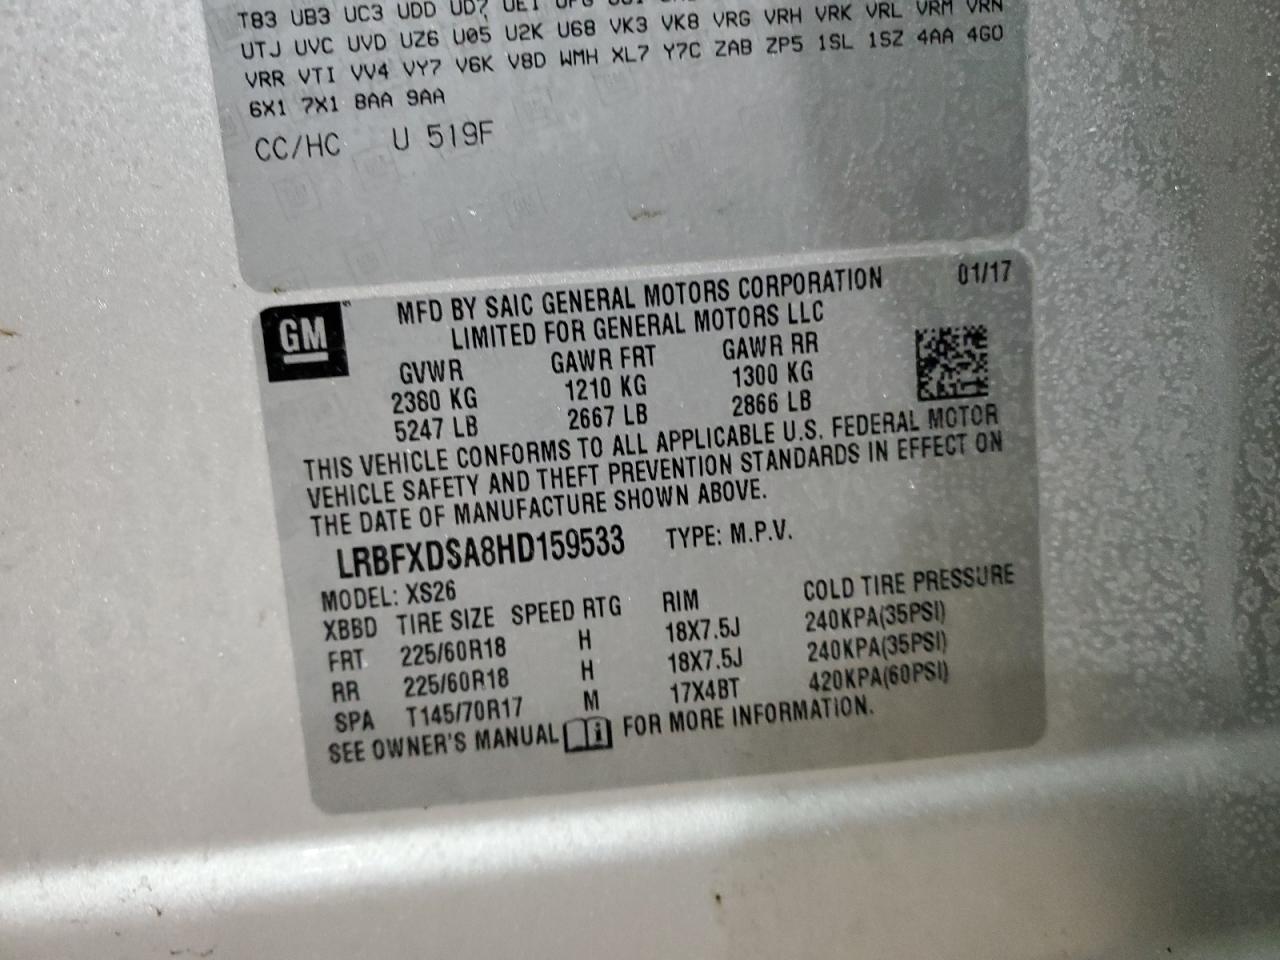 TB3 UB3 UC3 UDD UD7 UE1
UTJ UVC UVD UZ6 U05 U2K U68 VK3 VK8 VRG VRH VRK VRL VRM VRN
VRR VTI VV4 VY7 V6K V8D WMH XL7 Y7C ZAB ZP5 1SL 1SZ 4AA 4G0
6X1 7X1 8AA 9AA
CC/HC U 519F
GM
MFD BY SAIC GENERAL MOTORS CORPORATION 01/17
LIMITED FOR GENERAL MOTORS LLC
GVWR GAWR FRT GAWR RR
2380 KG 1210 KG 1300 KG
5247 LB 2667 LB 2866 LB
THIS VEHICLE CONFORMS TO ALL APPLICABLE U.S. FEDERAL MOTOR
VEHICLE SAFETY AND THEFT PREVENTION STANDARDS IN EFFECT ON
THE DATE OF MANUFACTURE SHOWN ABOVE.
LRBFXDSA8HD159533 TYPE: M.P.V.
MODEL: XS26
XBBD TIRE SIZE SPEED RTG RIM COLD TIRE PRESSURE
FRT 225/60R18 H 18X7.5J 240KPA(35PSI)
RR 225/60R18 H 18X7.5J 240KPA(35PSI)
SPA T145/70R17 M 17X4BT 420KPA(60PSI)
SEE OWNER'S MANUAL FOR MORE INFORMATION.